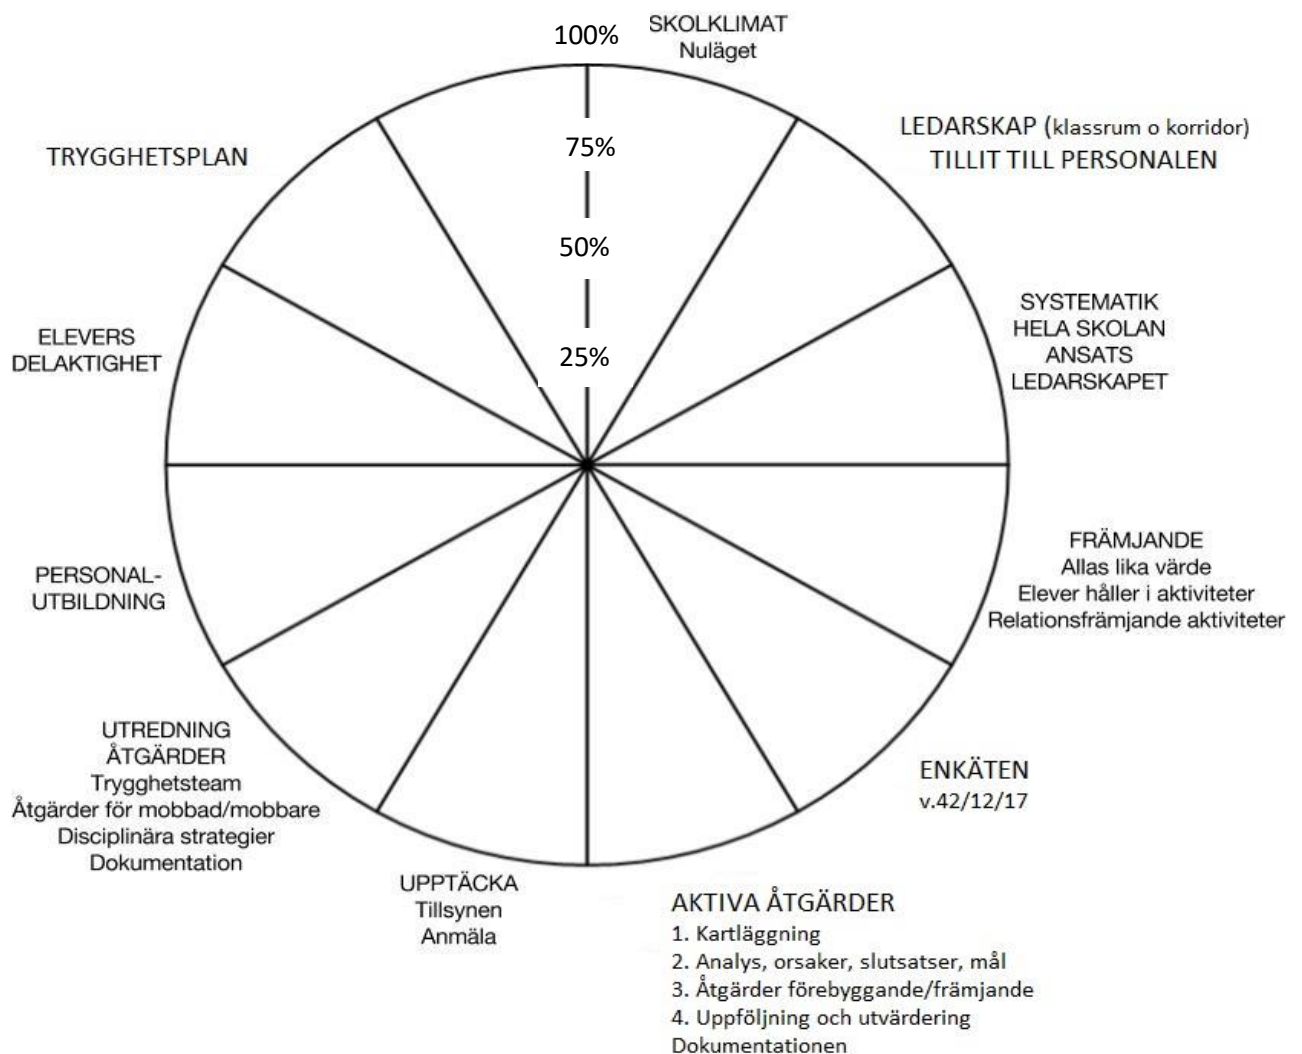 SKOLKLIMAT
Nuläget
100%
75%
50%
25%
LEDARSKAP (klassrum o korridor)
TILLIT TILL PERSONALEN
SYSTEMATIK
HELA SKOLAN
ANSATS
LEDARSKAPET
FRÄMJANDE
Allas lika värde
Elever håller i aktiviteter
Relationsfrämjande aktiviteter
ENKÄTEN
v.42/12/17
AKTIVA ÅTGÄRDER
1. Kartläggning
2. Analys, orsaker, slutsatser, mål
3. Åtgärder förebyggande/främjande
4. Uppföljning och utvärdering
Dokumentationen
UPPTÄCKA
Tillsynen
Anmäla
UTREDNING
ÅTGÄRDER
Trygghetsteam
Åtgärder för mobbad/mobbare
Disciplinära strategier
Dokumentation
PERSONAL-
UTBILDNING
ELEVERS
DELAKTIGHET
TRYGGHETSPLAN